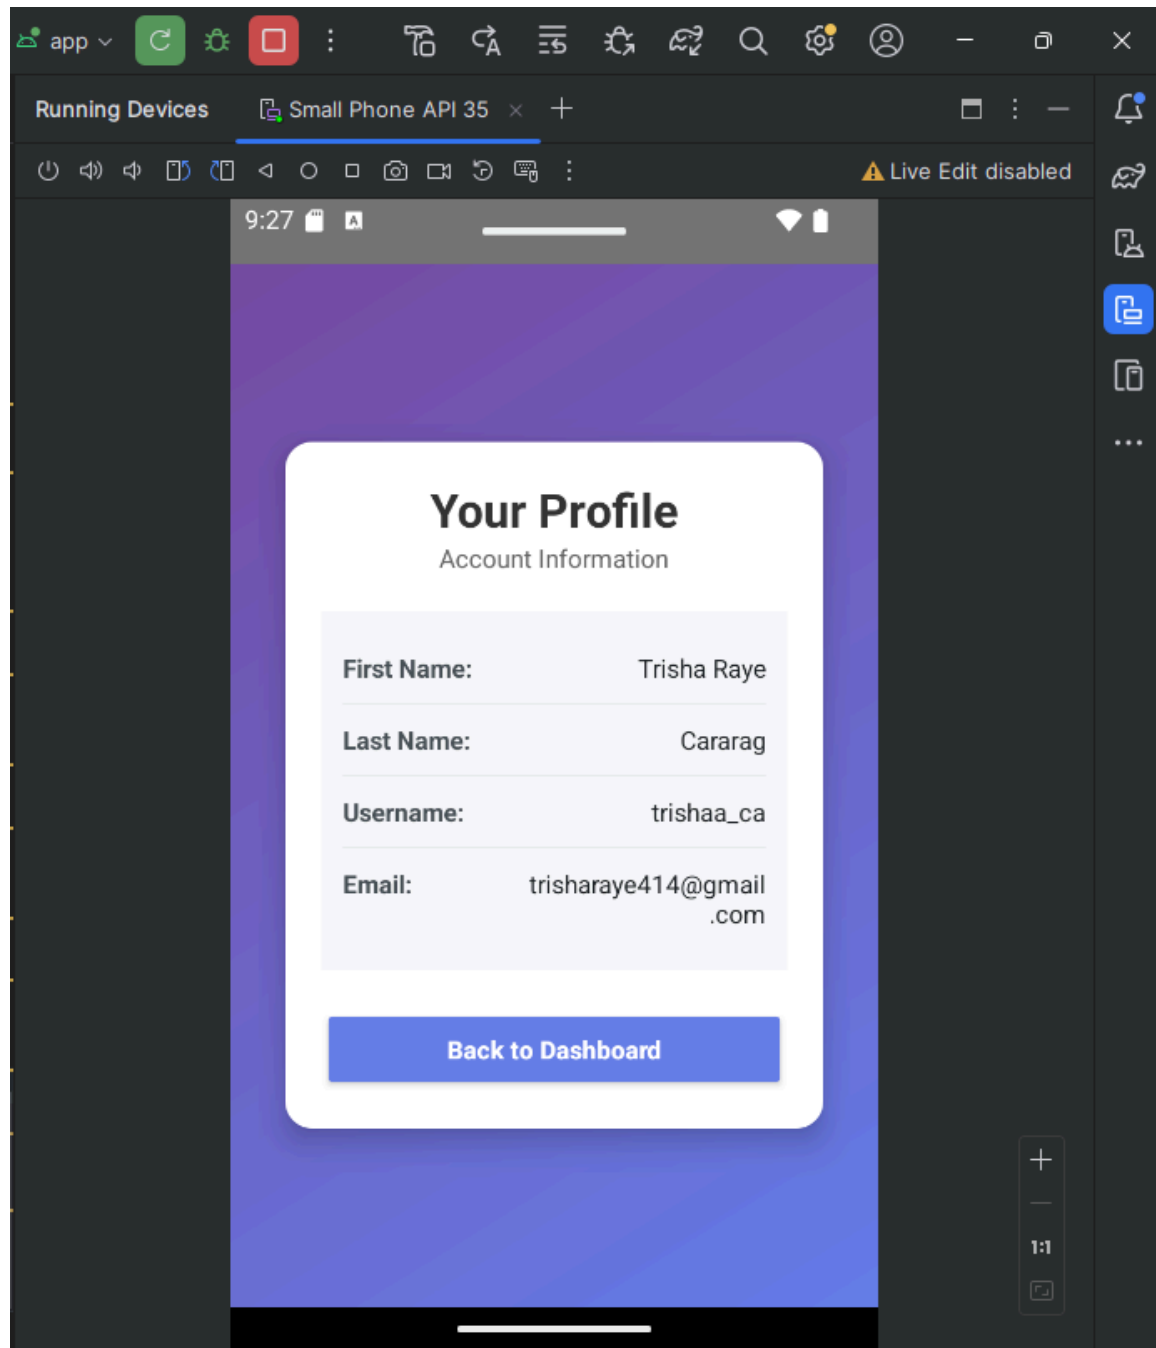 app
Running Devices
Small Phone API 35
Live Edit disabled
9:27
A
Your Profile
Account Information
First Name: Trisha Raye
Last Name: Cararag
Username: trishaa_ca
Email: trisharaye414@gmail
.com
Back to Dashboard
1:1